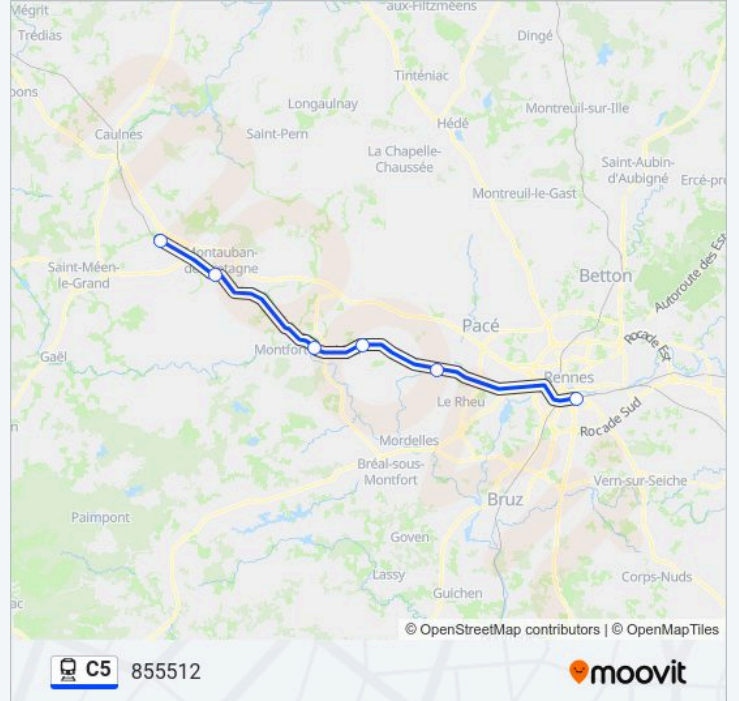 Mégrit
aux-Filtzméens
Trédias
Dingé
Tinténiac
Longaulnay
Montreuil-sur-Ille
Hédé
Caulnes
Saint-Pern
La Chapelle-
Chaussée
Saint-Aubin-
d'Aubigné
Montreuil-le-Gast
Montauban-
de-Bretagne
Saint-Méen-
le-Grand
Betton
Autoroute des Est
Pacé
Rocade Est
Gaël
Montfort
Rennes
Le Rheu
Rocade Sud
Mordelles
Bréal-sous-
Montfort
Vern-sur-Seiche
Bruz
Paimpont
Goven
Lassy
Corps-Nuds
Guichen
© OpenStreetMap contributors | © OpenMapTiles
C5 855512
moovit